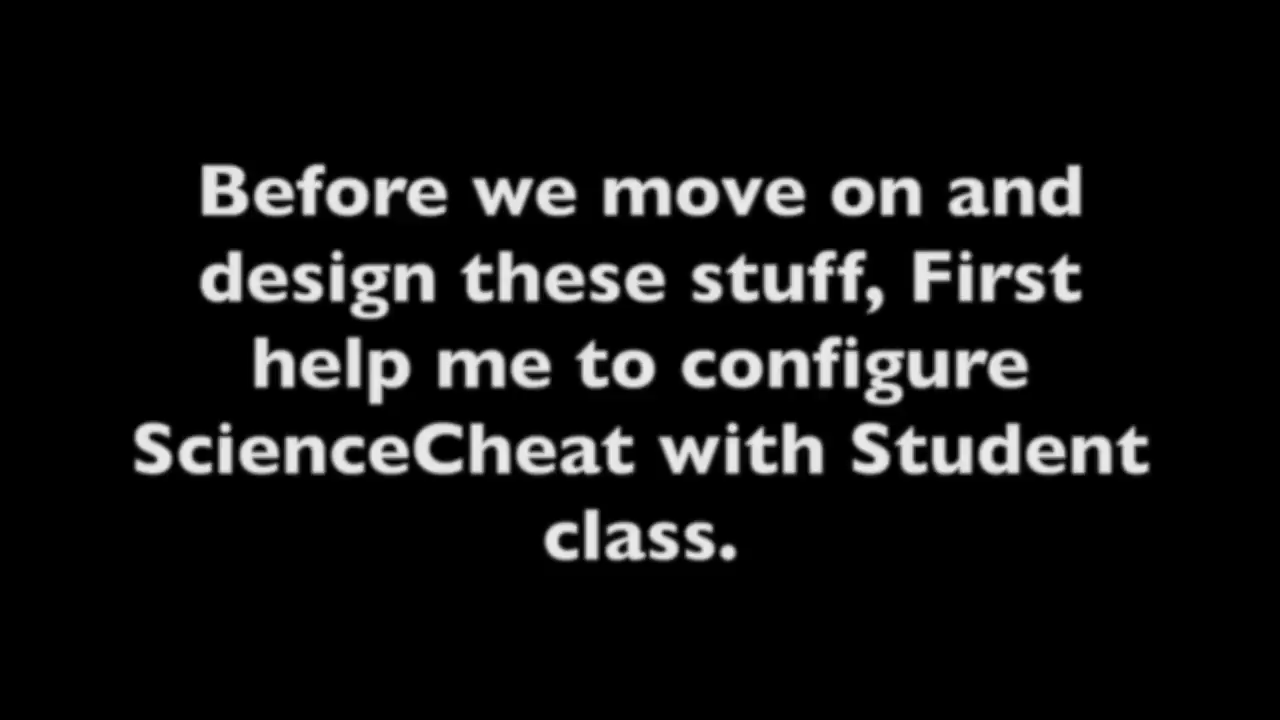 Before we move on and
design these stuff, First
help me to configure
ScienceCheat with Student
class.